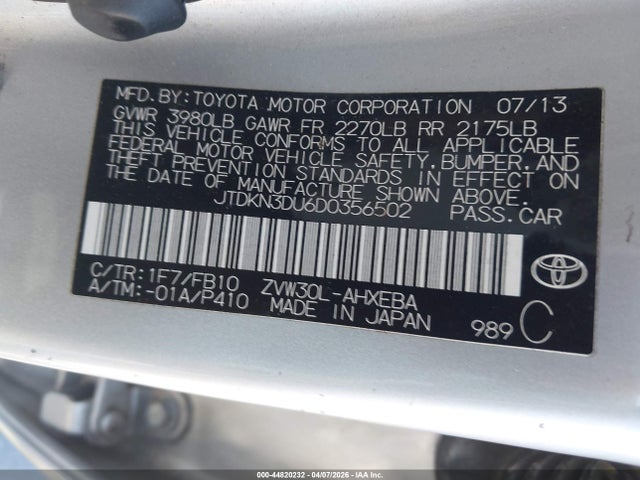 MFD. BY: TOYOTA MOTOR CORPORATION 07/13
GVWR 3980LB GAWR FR 2270LB RR 2175LB
THIS VEHICLE CONFORMS TO ALL APPLICABLE
FEDERAL MOTOR VEHICLE SAFETY, BUMPER, AND
THEFT PREVENTION STANDARDS IN EFFECT ON
THE DATE OF MANUFACTURE SHOWN ABOVE.
JTDKN3DU6D0356502 PASS. CAR
C/TR: 1F7/FB10 ZVW30L-AHXEBA
A/TM: -01A/P410 MADE IN JAPAN 989 C
000-44820232 - 04/07/2026 - IAAI.CA